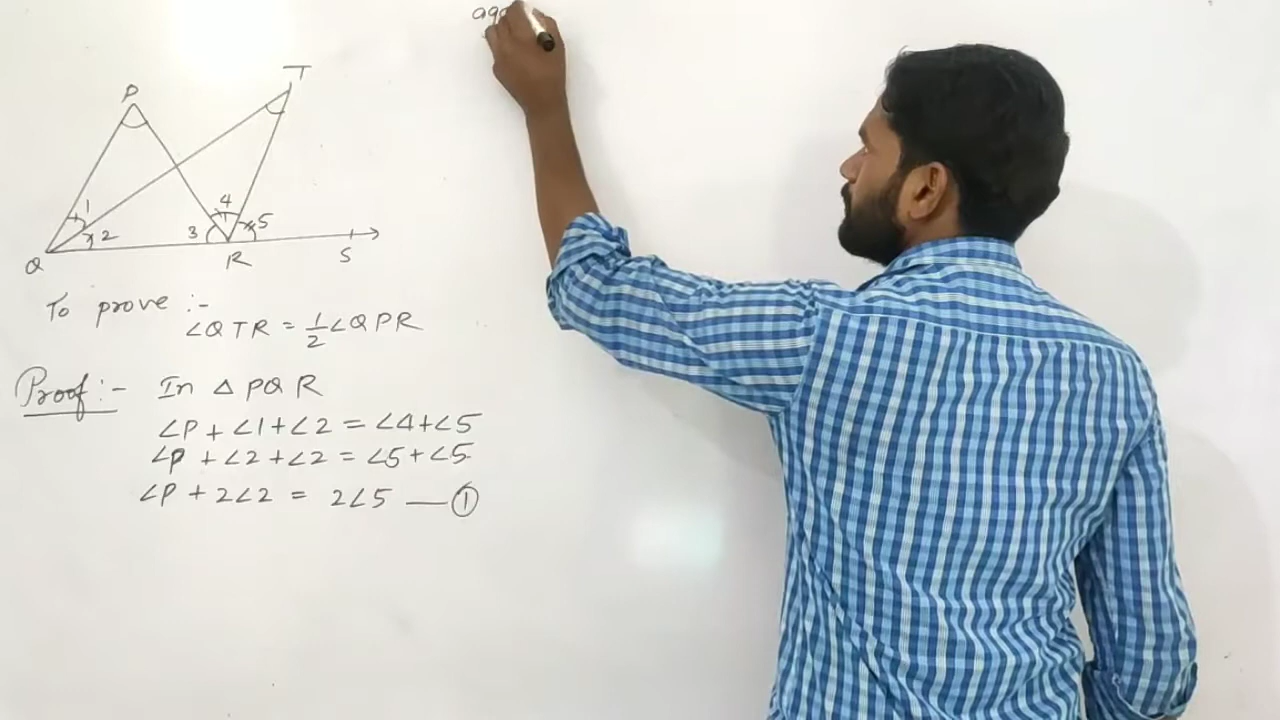 T
P
1
4
2
3
5
Q
R
S
To prove :-
∠QTR = 1/2 ∠QPR
Proof :- In △ PQR
∠P + ∠1 + ∠2 = ∠4 + ∠5
∠P + ∠2 + ∠2 = ∠5 + ∠5
∠P + 2∠2 = 2∠5 — ①